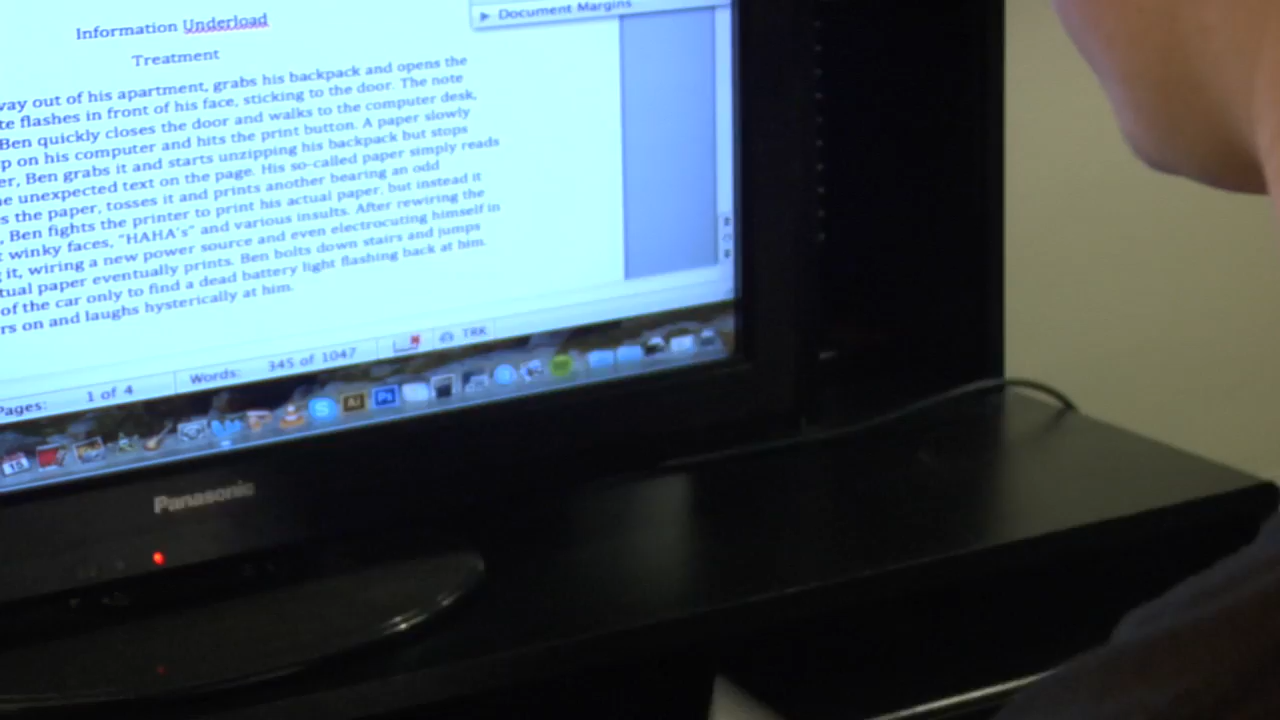 Document Margins
Information Underload
Treatment
way out of his apartment, grabs his backpack and opens the
te flashes in front of his face, sticking to the door. The note
Ben quickly closes the door and walks to the computer desk,
p on his computer and hits the print button. A paper slowly
er, Ben grabs it and starts unzipping his backpack but stops
e unexpected text on the page. His so-called paper simply reads
s the paper, tosses it and prints another bearing an odd
, Ben fights the printer to print his actual paper, but instead it
t winky faces, “HAHA’s” and various insults. After rewiring the
g it, wiring a new power source and even electrocuting himself in
tual paper eventually prints. Ben bolts down stairs and jumps
of the car only to find a dead battery light flashing back at him.
rs on and laughs hysterically at him.
Pages: 1 of 4 Words: 345 of 1047 TRK
15 S Ai Ps
Panasonic